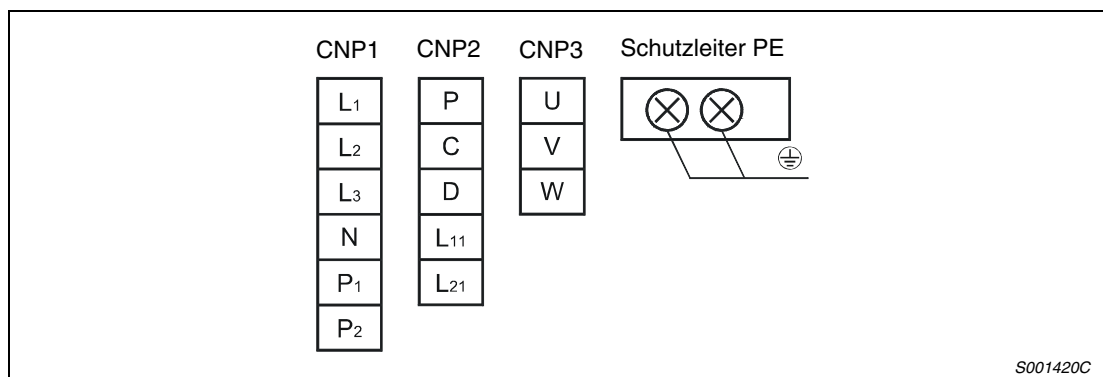 CNP1 CNP2 CNP3 Schutzleiter PE
L1 P U
L2 C V
L3 D W
N L11
P1 L21
P2
S001420C